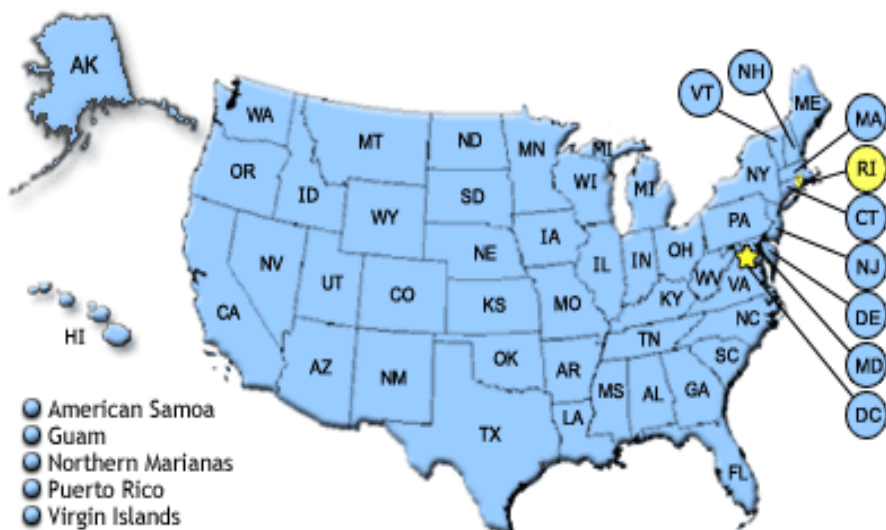 AK
NH
VT
ME
MA
WA
MT
ND
MN
MI
RI
OR
ID
SD
WI
MI
NY
CT
WY
PA
IA
NE
NJ
NV
UT
IL
IN
OH
WV
VA
CO
DE
CA
KS
MO
KY
HI
NC
TN
OK
MD
AZ
NM
AR
SC
MS
AL
GA
DC
American Samoa
LA
TX
Guam
Northern Marianas
FL
Puerto Rico
Virgin Islands